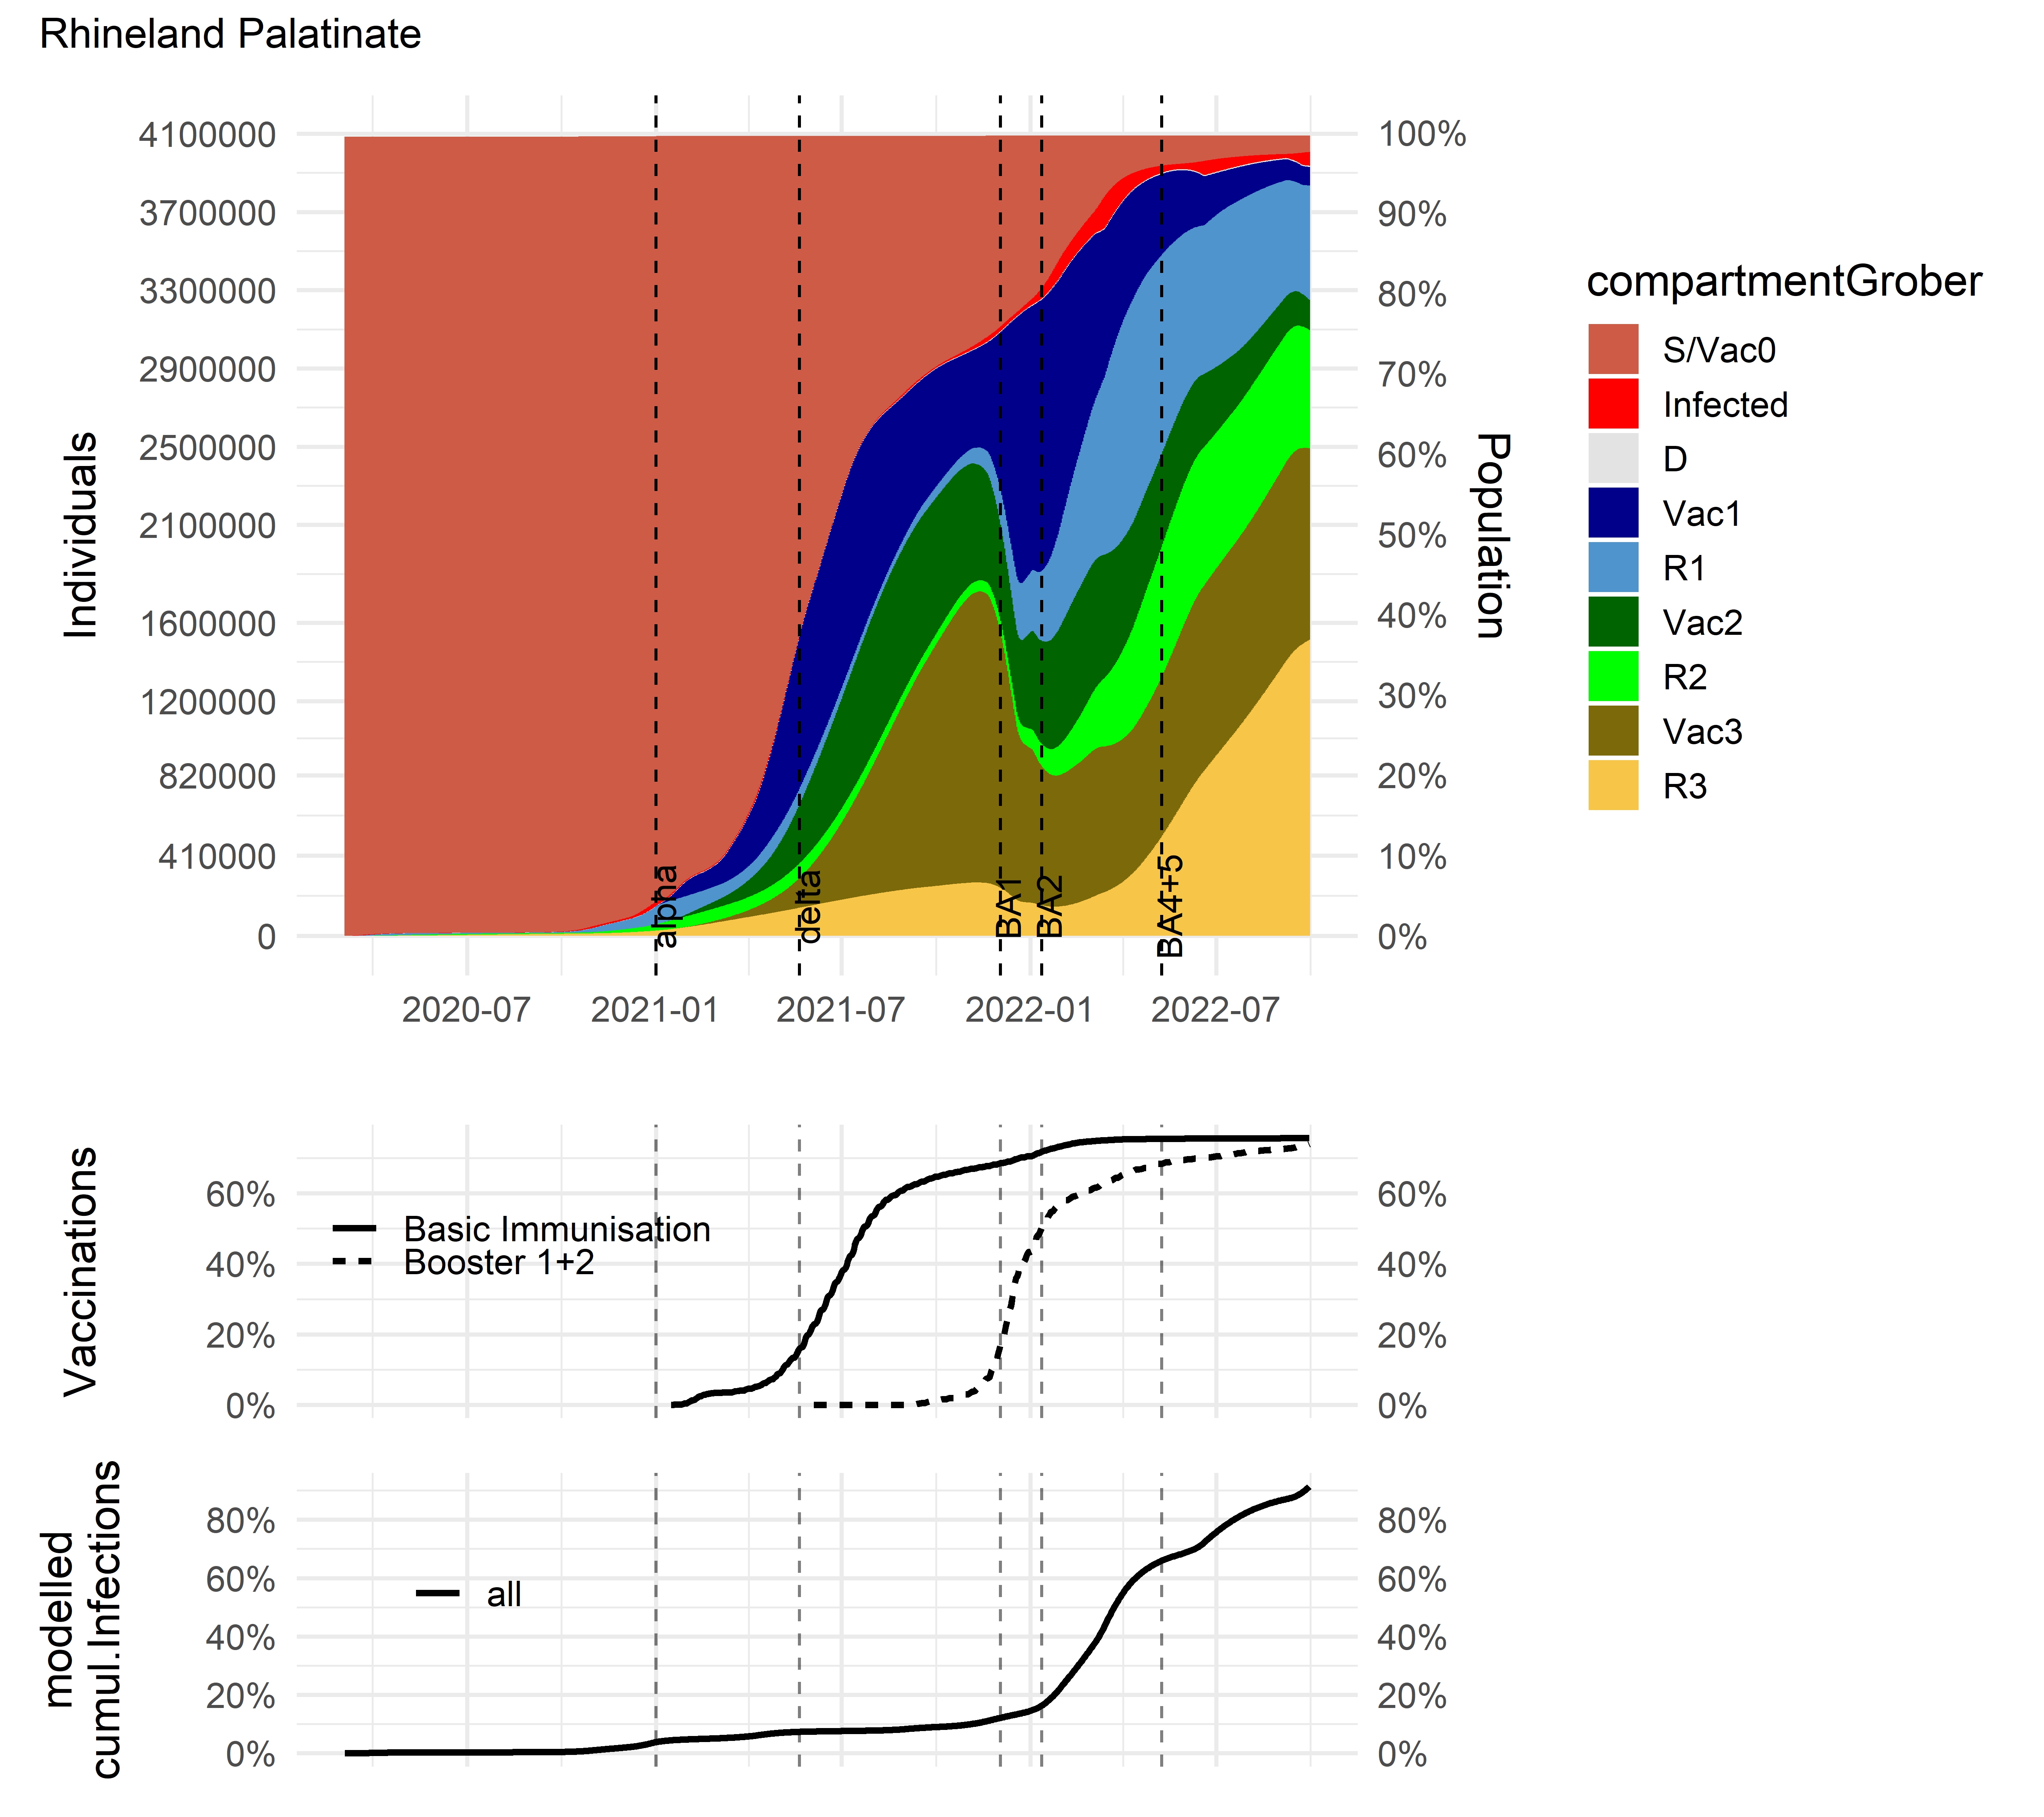 Rhineland Palatinate
Individuals
4100000
3700000
3300000
2900000
2500000
2100000
1600000
1200000
820000
410000
0
100%
90%
80%
70%
60%
50%
40%
30%
20%
10%
0%
Population
alpha
delta
BA1
BA2
BA4+5
2020-07
2021-01
2021-07
2022-01
2022-07
compartmentGrober
S/Vac0
Infected
D
Vac1
R1
Vac2
R2
Vac3
R3
Vaccinations
60%
40%
20%
0%
Basic Immunisation
Booster 1+2
60%
40%
20%
0%
modelled
cumul.Infections
80%
60%
40%
20%
0%
all
80%
60%
40%
20%
0%